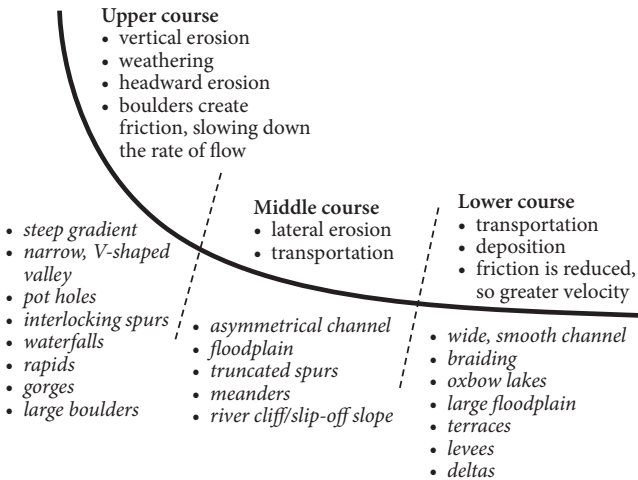 Upper course
• vertical erosion
• weathering
• headward erosion
• boulders create
friction, slowing down
the rate of flow
Middle course
• lateral erosion
• transportation
Lower course
• transportation
• deposition
• friction is reduced,
so greater velocity
• steep gradient
• narrow, V-shaped
valley
• pot holes
• interlocking spurs
• waterfalls
• rapids
• gorges
• large boulders
• asymmetrical channel
• floodplain
• truncated spurs
• meanders
• river cliff/slip-off slope
• wide, smooth channel
• braiding
• oxbow lakes
• large floodplain
• terraces
• levees
• deltas